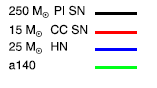 250 M☉ PI SN
15 M☉ CC SN
25 M☉ HN
a140